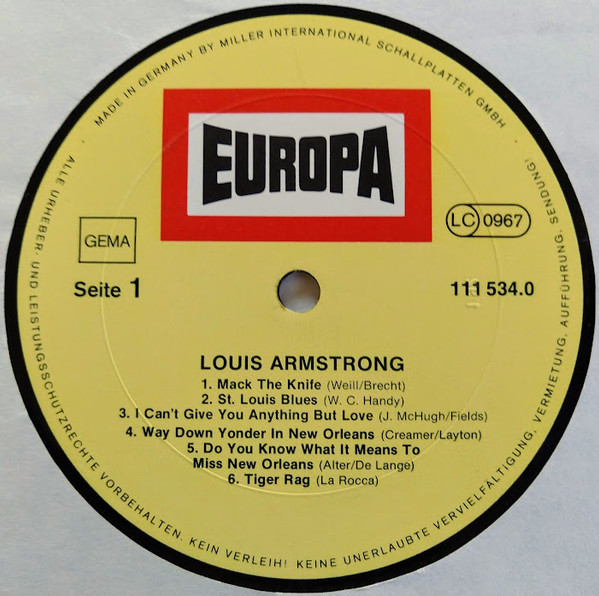 MADE IN GERMANY BY MILLER INTERNATIONAL SCHALLPLATTEN GMBH
EUROPA
GEMA
LC 0967
Seite 1
111 534.0
LOUIS ARMSTRONG
1. Mack The Knife (Weill/Brecht)
2. St. Louis Blues (W. C. Handy)
3. I Can't Give You Anything But Love (J. McHugh/Fields)
4. Way Down Yonder In New Orleans (Creamer/Layton)
5. Do You Know What It Means To
Miss New Orleans (Alter/De Lange)
6. Tiger Rag (La Rocca)
ALLE URHEBER- UND LEISTUNGSSCHUTZRECHTE VORBEHALTEN. KEIN VERLEIH! KEINE UNERLAUBTE VERVIELFÄLTIGUNG, VERMIETUNG, AUFFÜHRUNG, SENDUNG!